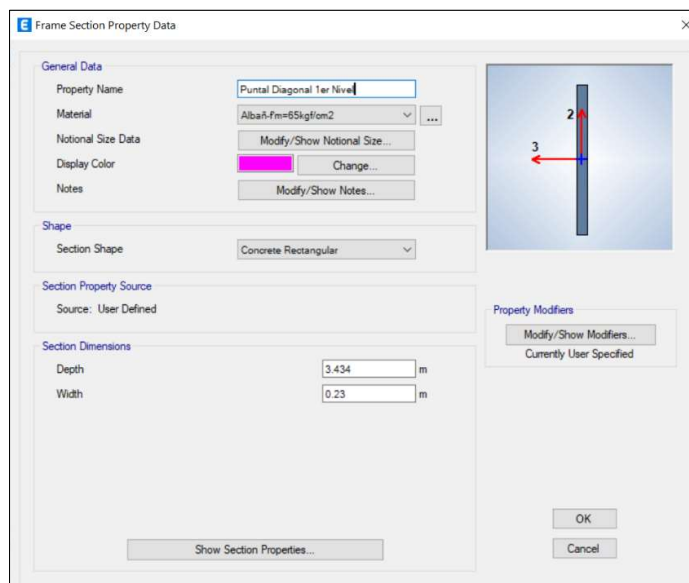 E Frame Section Property Data
General Data
Property Name Puntal Diagonal 1er Nivel
Material Albañ-f'm=65kgf/cm2 ...
Notional Size Data Modify/Show Notional Size...
Display Color Change...
Notes Modify/Show Notes...
2
3
Shape
Section Shape Concrete Rectangular
Section Property Source
Source: User Defined
Property Modifiers
Modify/Show Modifiers...
Currently User Specified
Section Dimensions
Depth 3.434 m
Width 0.23 m
Show Section Properties...
OK
Cancel